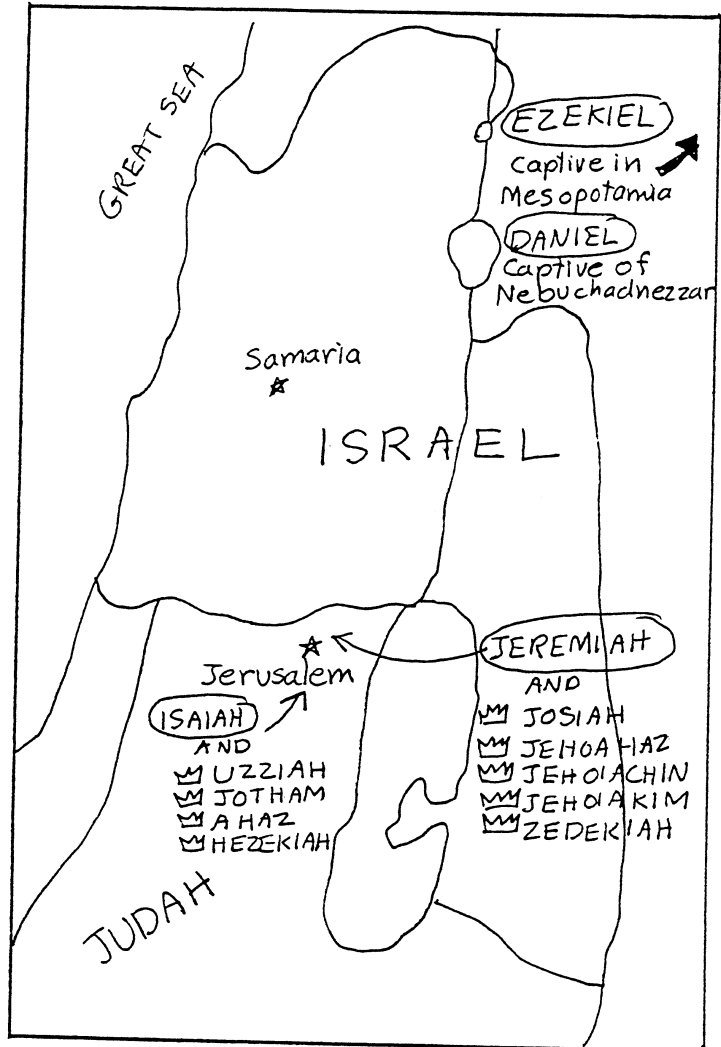 GREAT SEA
EZEKIEL
Captive in
Mesopotamia
DANIEL
Captive of
Nebuchadnezzar
Samaria
ISRAEL
Jerusalem
ISAIAH
AND
UZZIAH
JOTHAM
AHAZ
HEZEKIAH
JEREMIAH
AND
JOSIAH
JEHOAHAZ
JEHOIACHIN
JEHOIAKIM
ZEDEKIAH
JUDAH